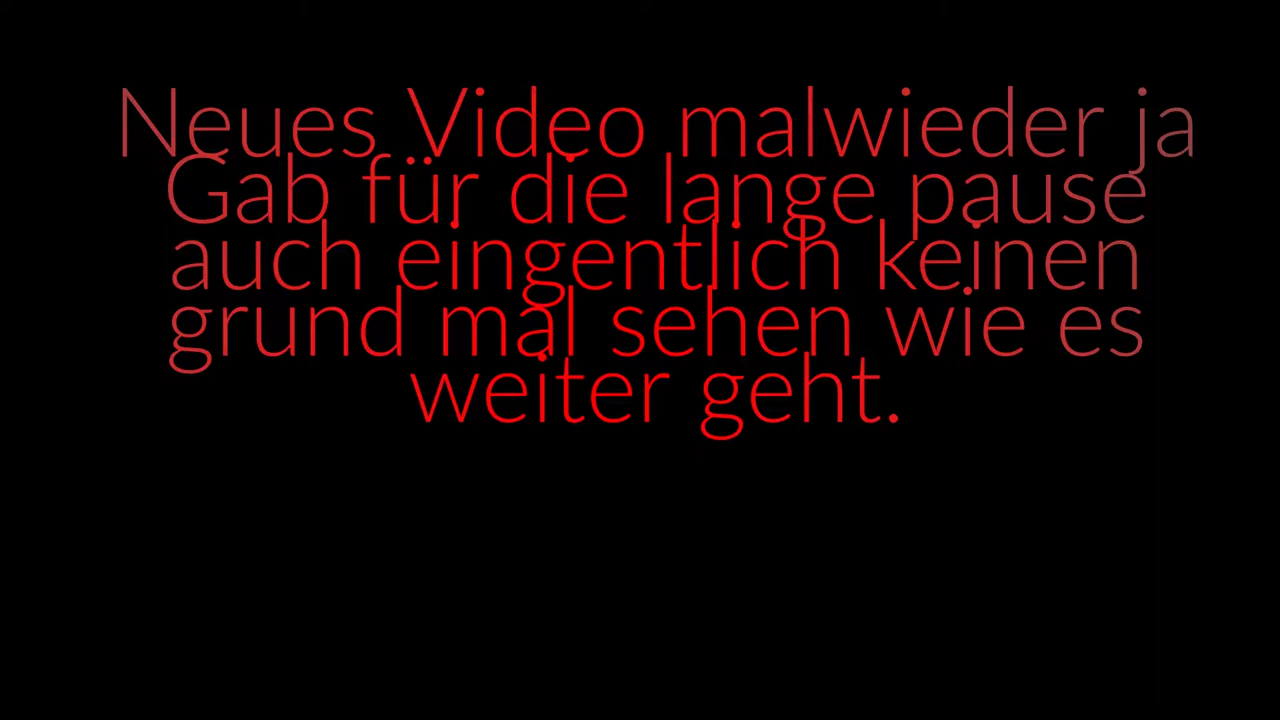 Neues Video malwieder ja
Gab für die lange pause
auch eingentlich keinen
grund mal sehen wie es
weiter geht.